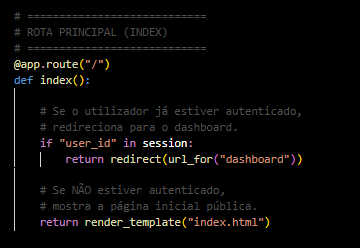 # ============================
# ROTA PRINCIPAL (INDEX)
# ============================
@app.route("/")
def index():
# Se o utilizador já estiver autenticado,
# redireciona para o dashboard.
if "user_id" in session:
return redirect(url_for("dashboard"))
# Se NÃO estiver autenticado,
# mostra a página inicial pública.
return render_template("index.html")